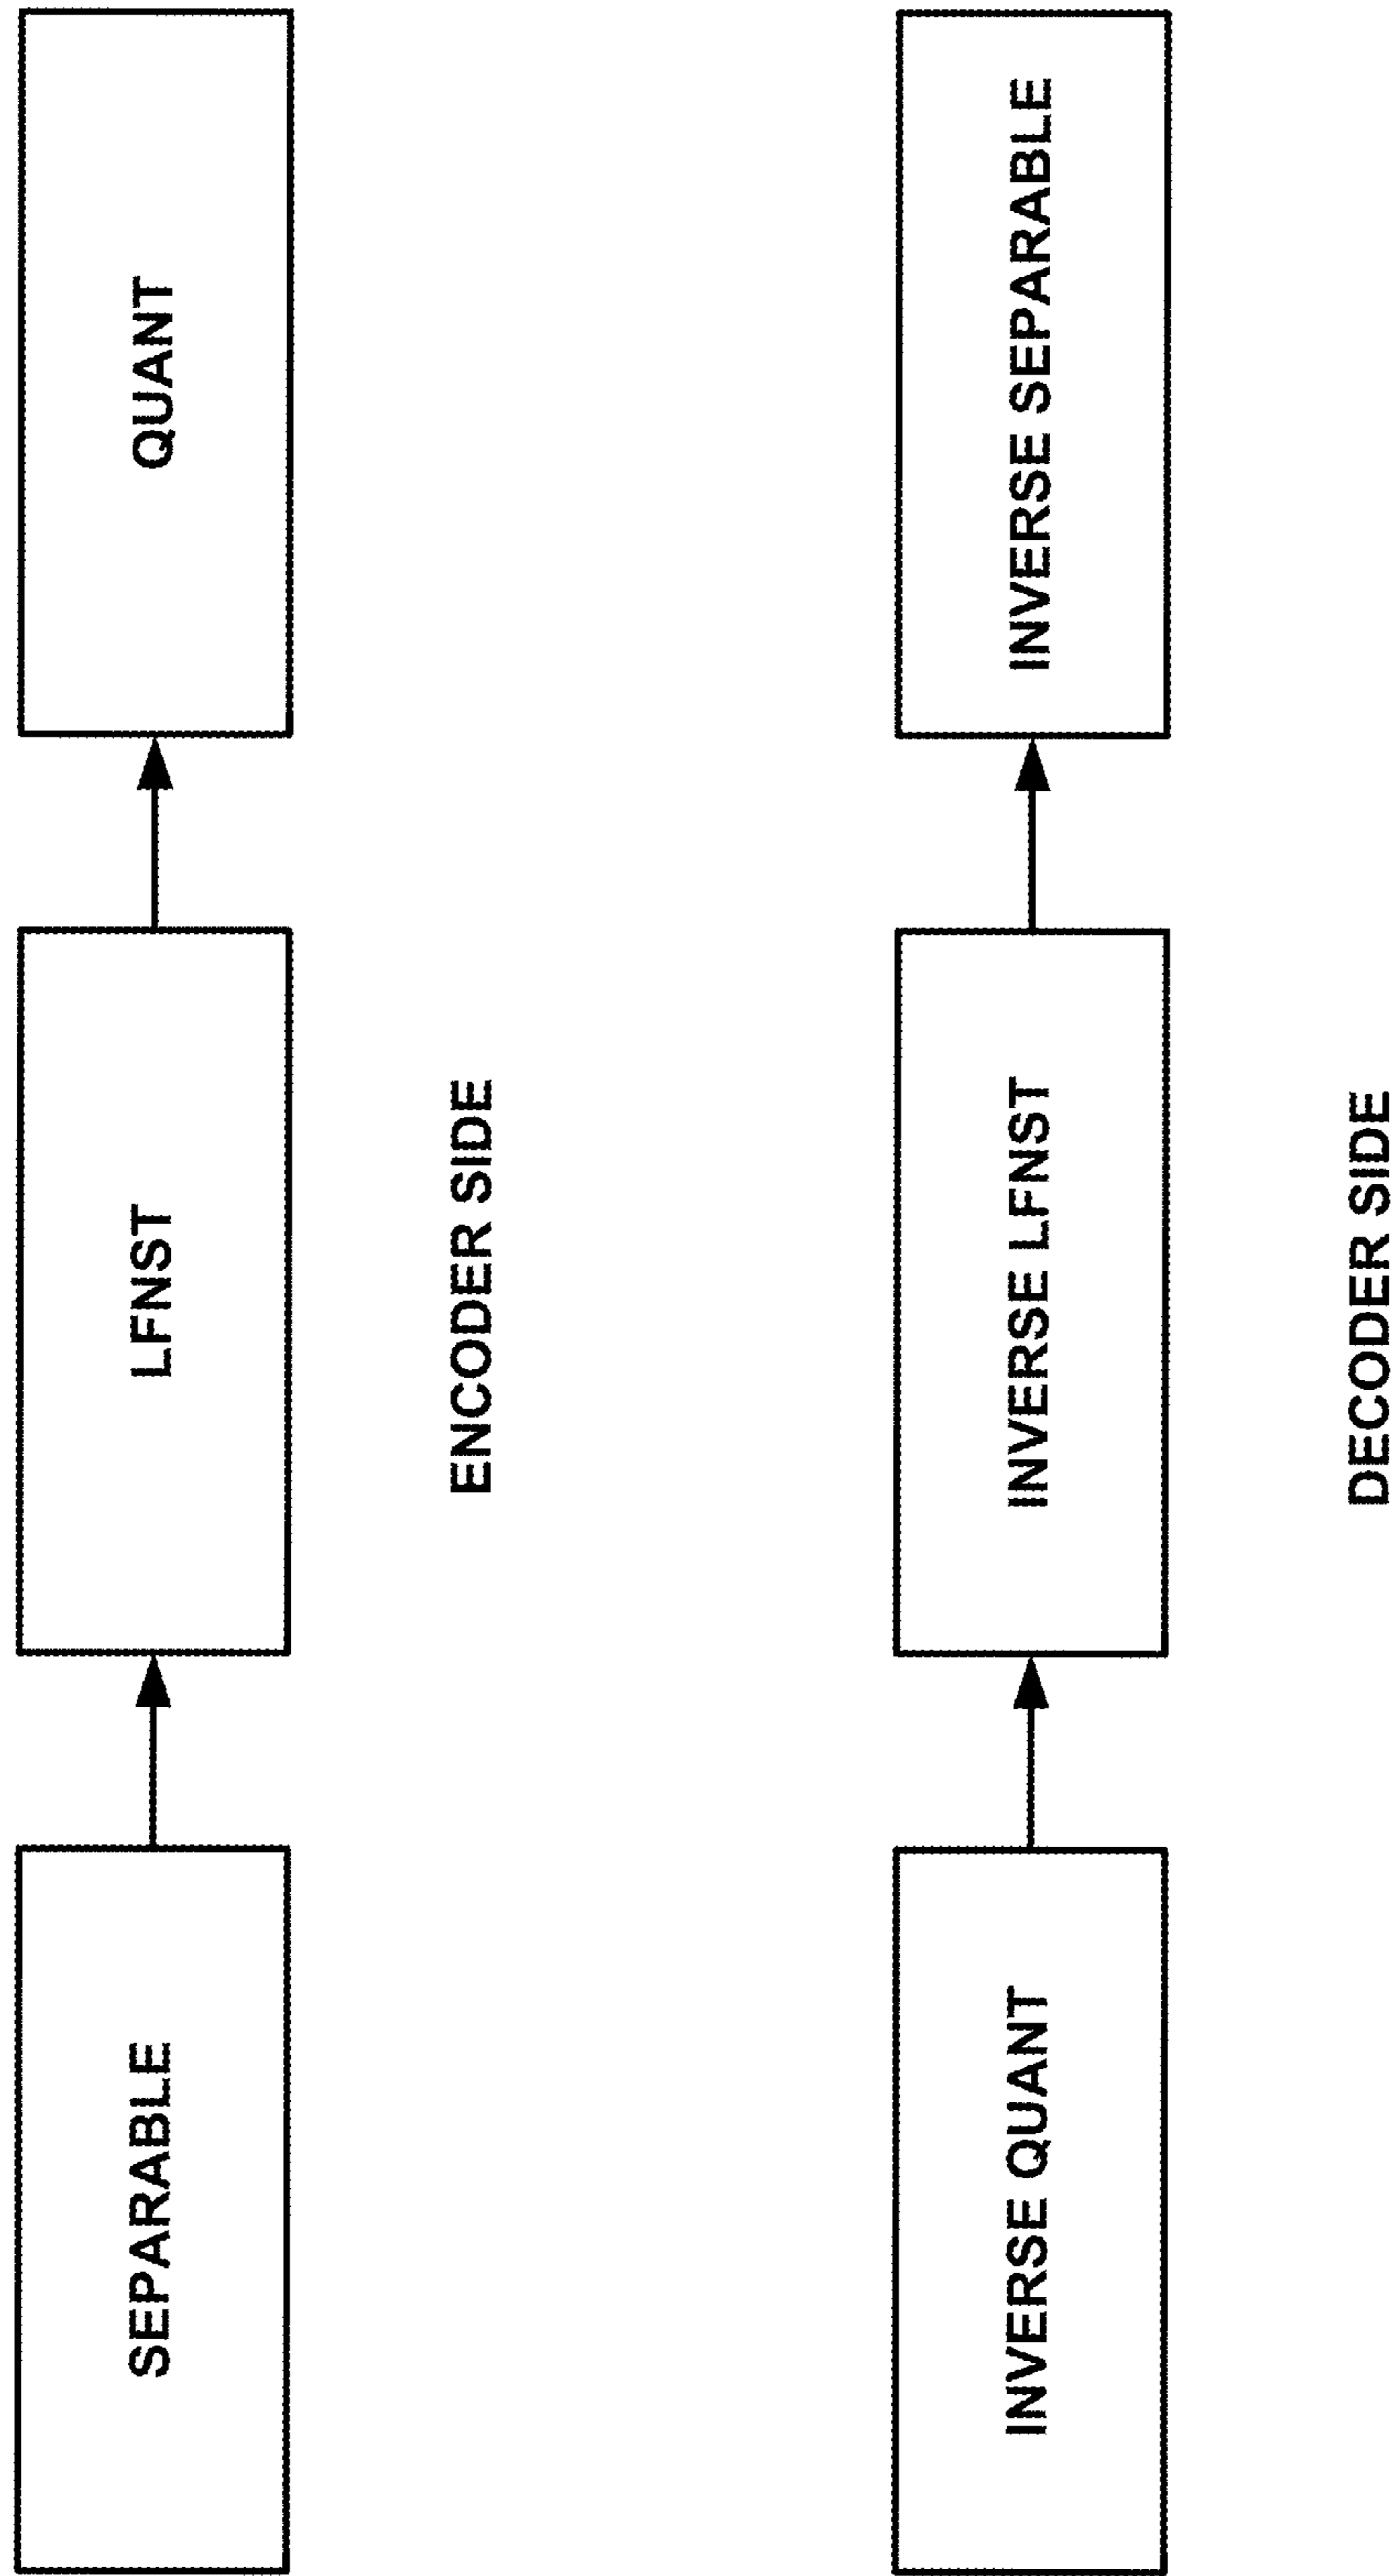 SEPARABLE
LFNST
QUANT
ENCODER SIDE
INVERSE QUANT
INVERSE LFNST
INVERSE SEPARABLE
DECODER SIDE